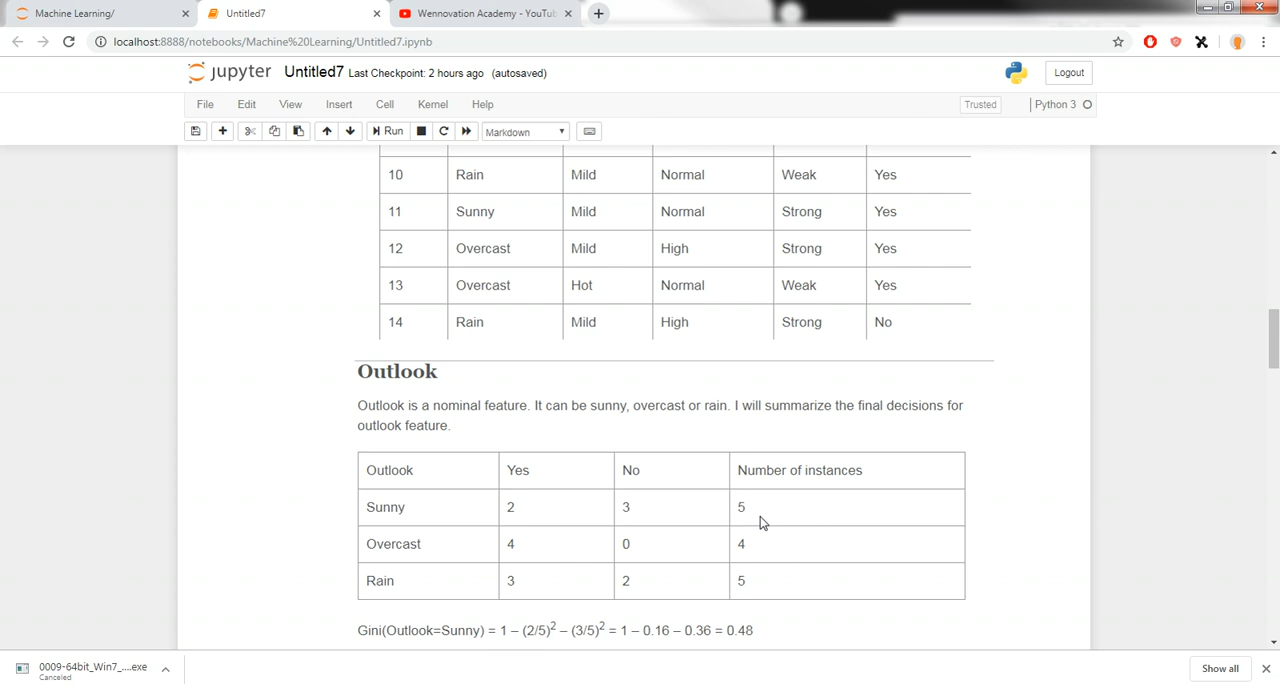 Machine Learning/ × Untitled7 × Wennovation Academy - YouTub × +
localhost:8888/notebooks/Machine%20Learning/Untitled7.ipynb
jupyter Untitled7 Last Checkpoint: 2 hours ago (autosaved) Logout
File Edit View Insert Cell Kernel Help Trusted Python 3
Run Markdown
10 Rain Mild Normal Weak Yes
11 Sunny Mild Normal Strong Yes
12 Overcast Mild High Strong Yes
13 Overcast Hot Normal Weak Yes
14 Rain Mild High Strong No
Outlook
Outlook is a nominal feature. It can be sunny, overcast or rain. I will summarize the final decisions for
outlook feature.
Outlook Yes No Number of instances
Sunny 2 3 5
Overcast 4 0 4
Rain 3 2 5
Gini(Outlook=Sunny) = 1 – (2/5)² – (3/5)² = 1 – 0.16 – 0.36 = 0.48
0009-64bit_Win7_....exe
Canceled
Show all ×